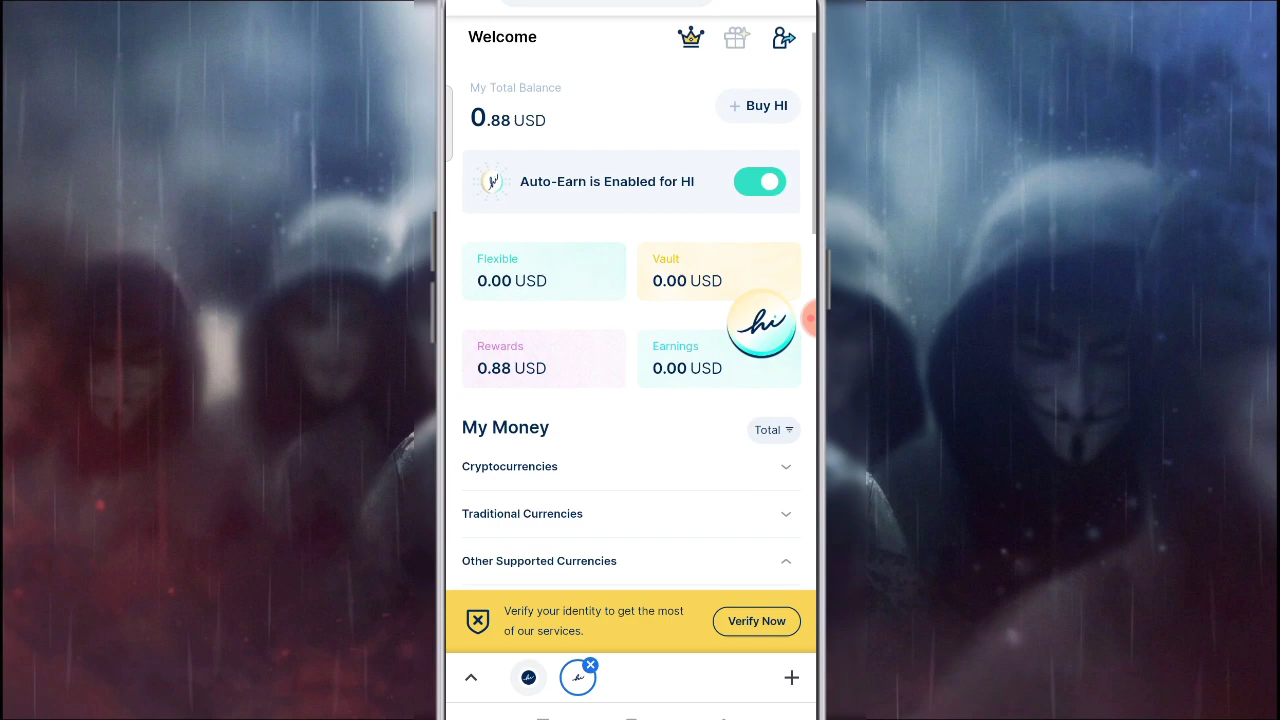 Welcome
My Total Balance
0.88 USD
+ Buy HI
Auto-Earn is Enabled for HI
Flexible
0.00 USD
Vault
0.00 USD
Rewards
0.88 USD
Earnings
0.00 USD
hi
My Money
Total
Cryptocurrencies
Traditional Currencies
Other Supported Currencies
Verify your identity to get the most
of our services.
Verify Now
hi